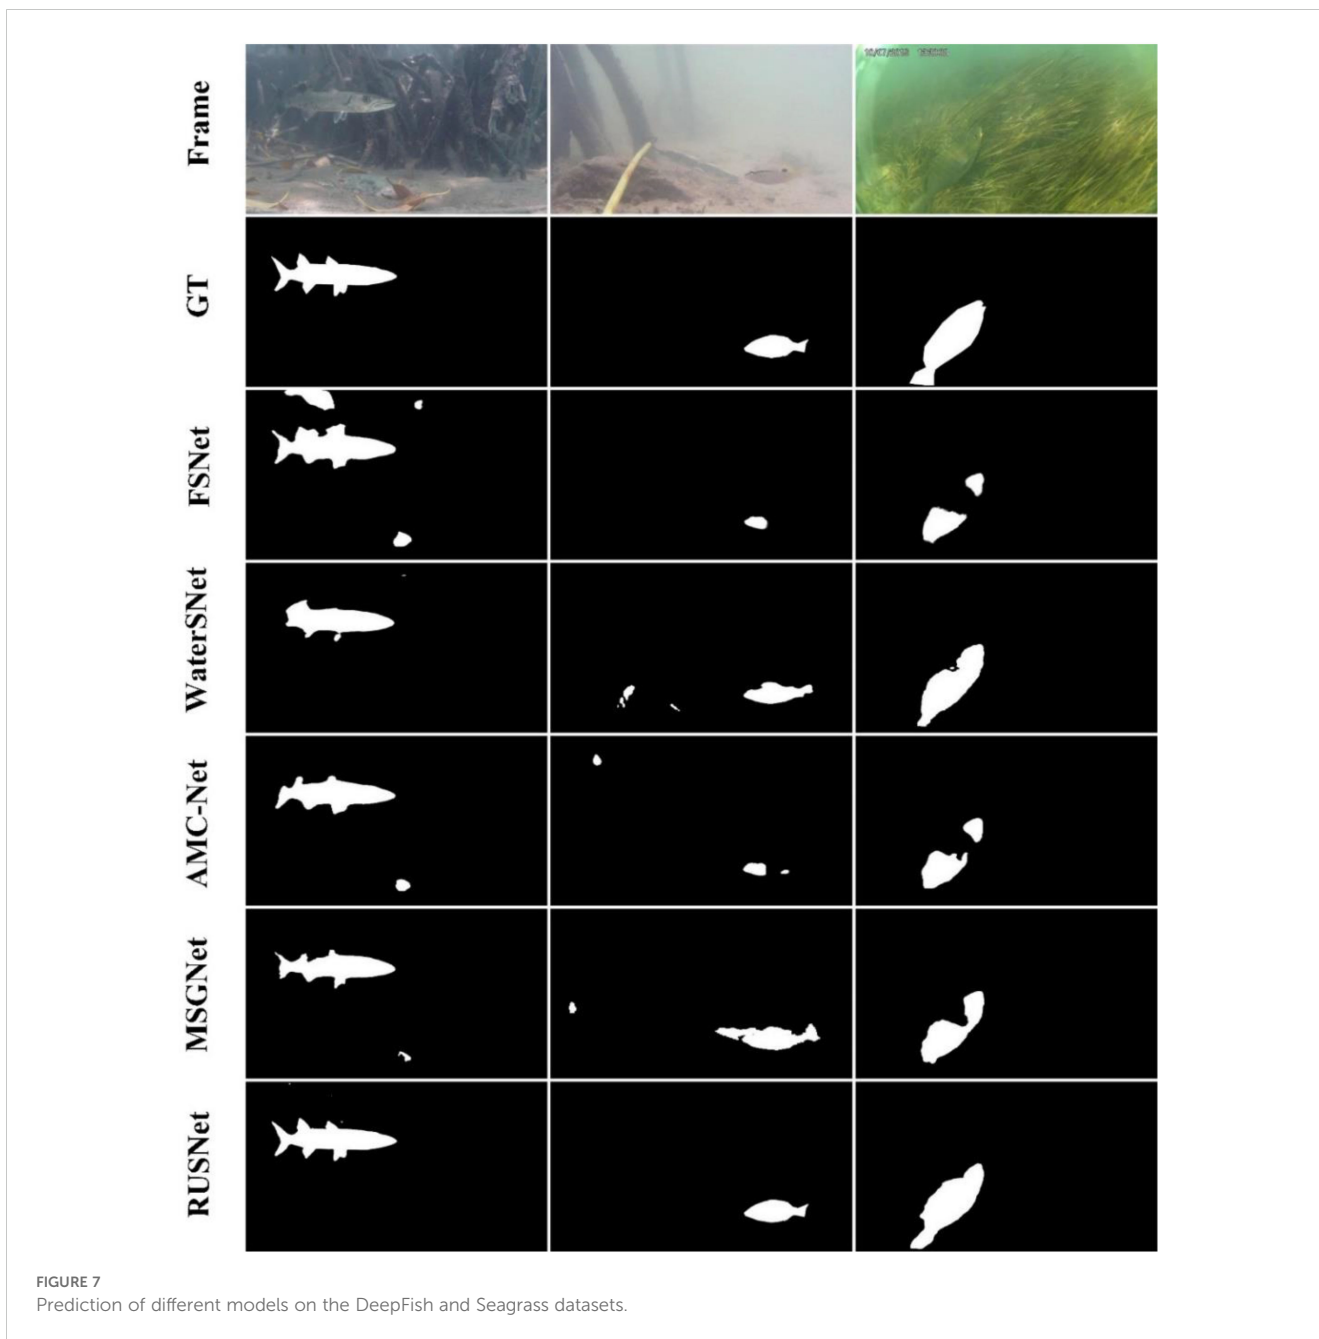 Frame
GT
FSNet
WaterSNet
AMC-Net
MSGNet
RUSNet
FIGURE 7
Prediction of different models on the DeepFish and Seagrass datasets.